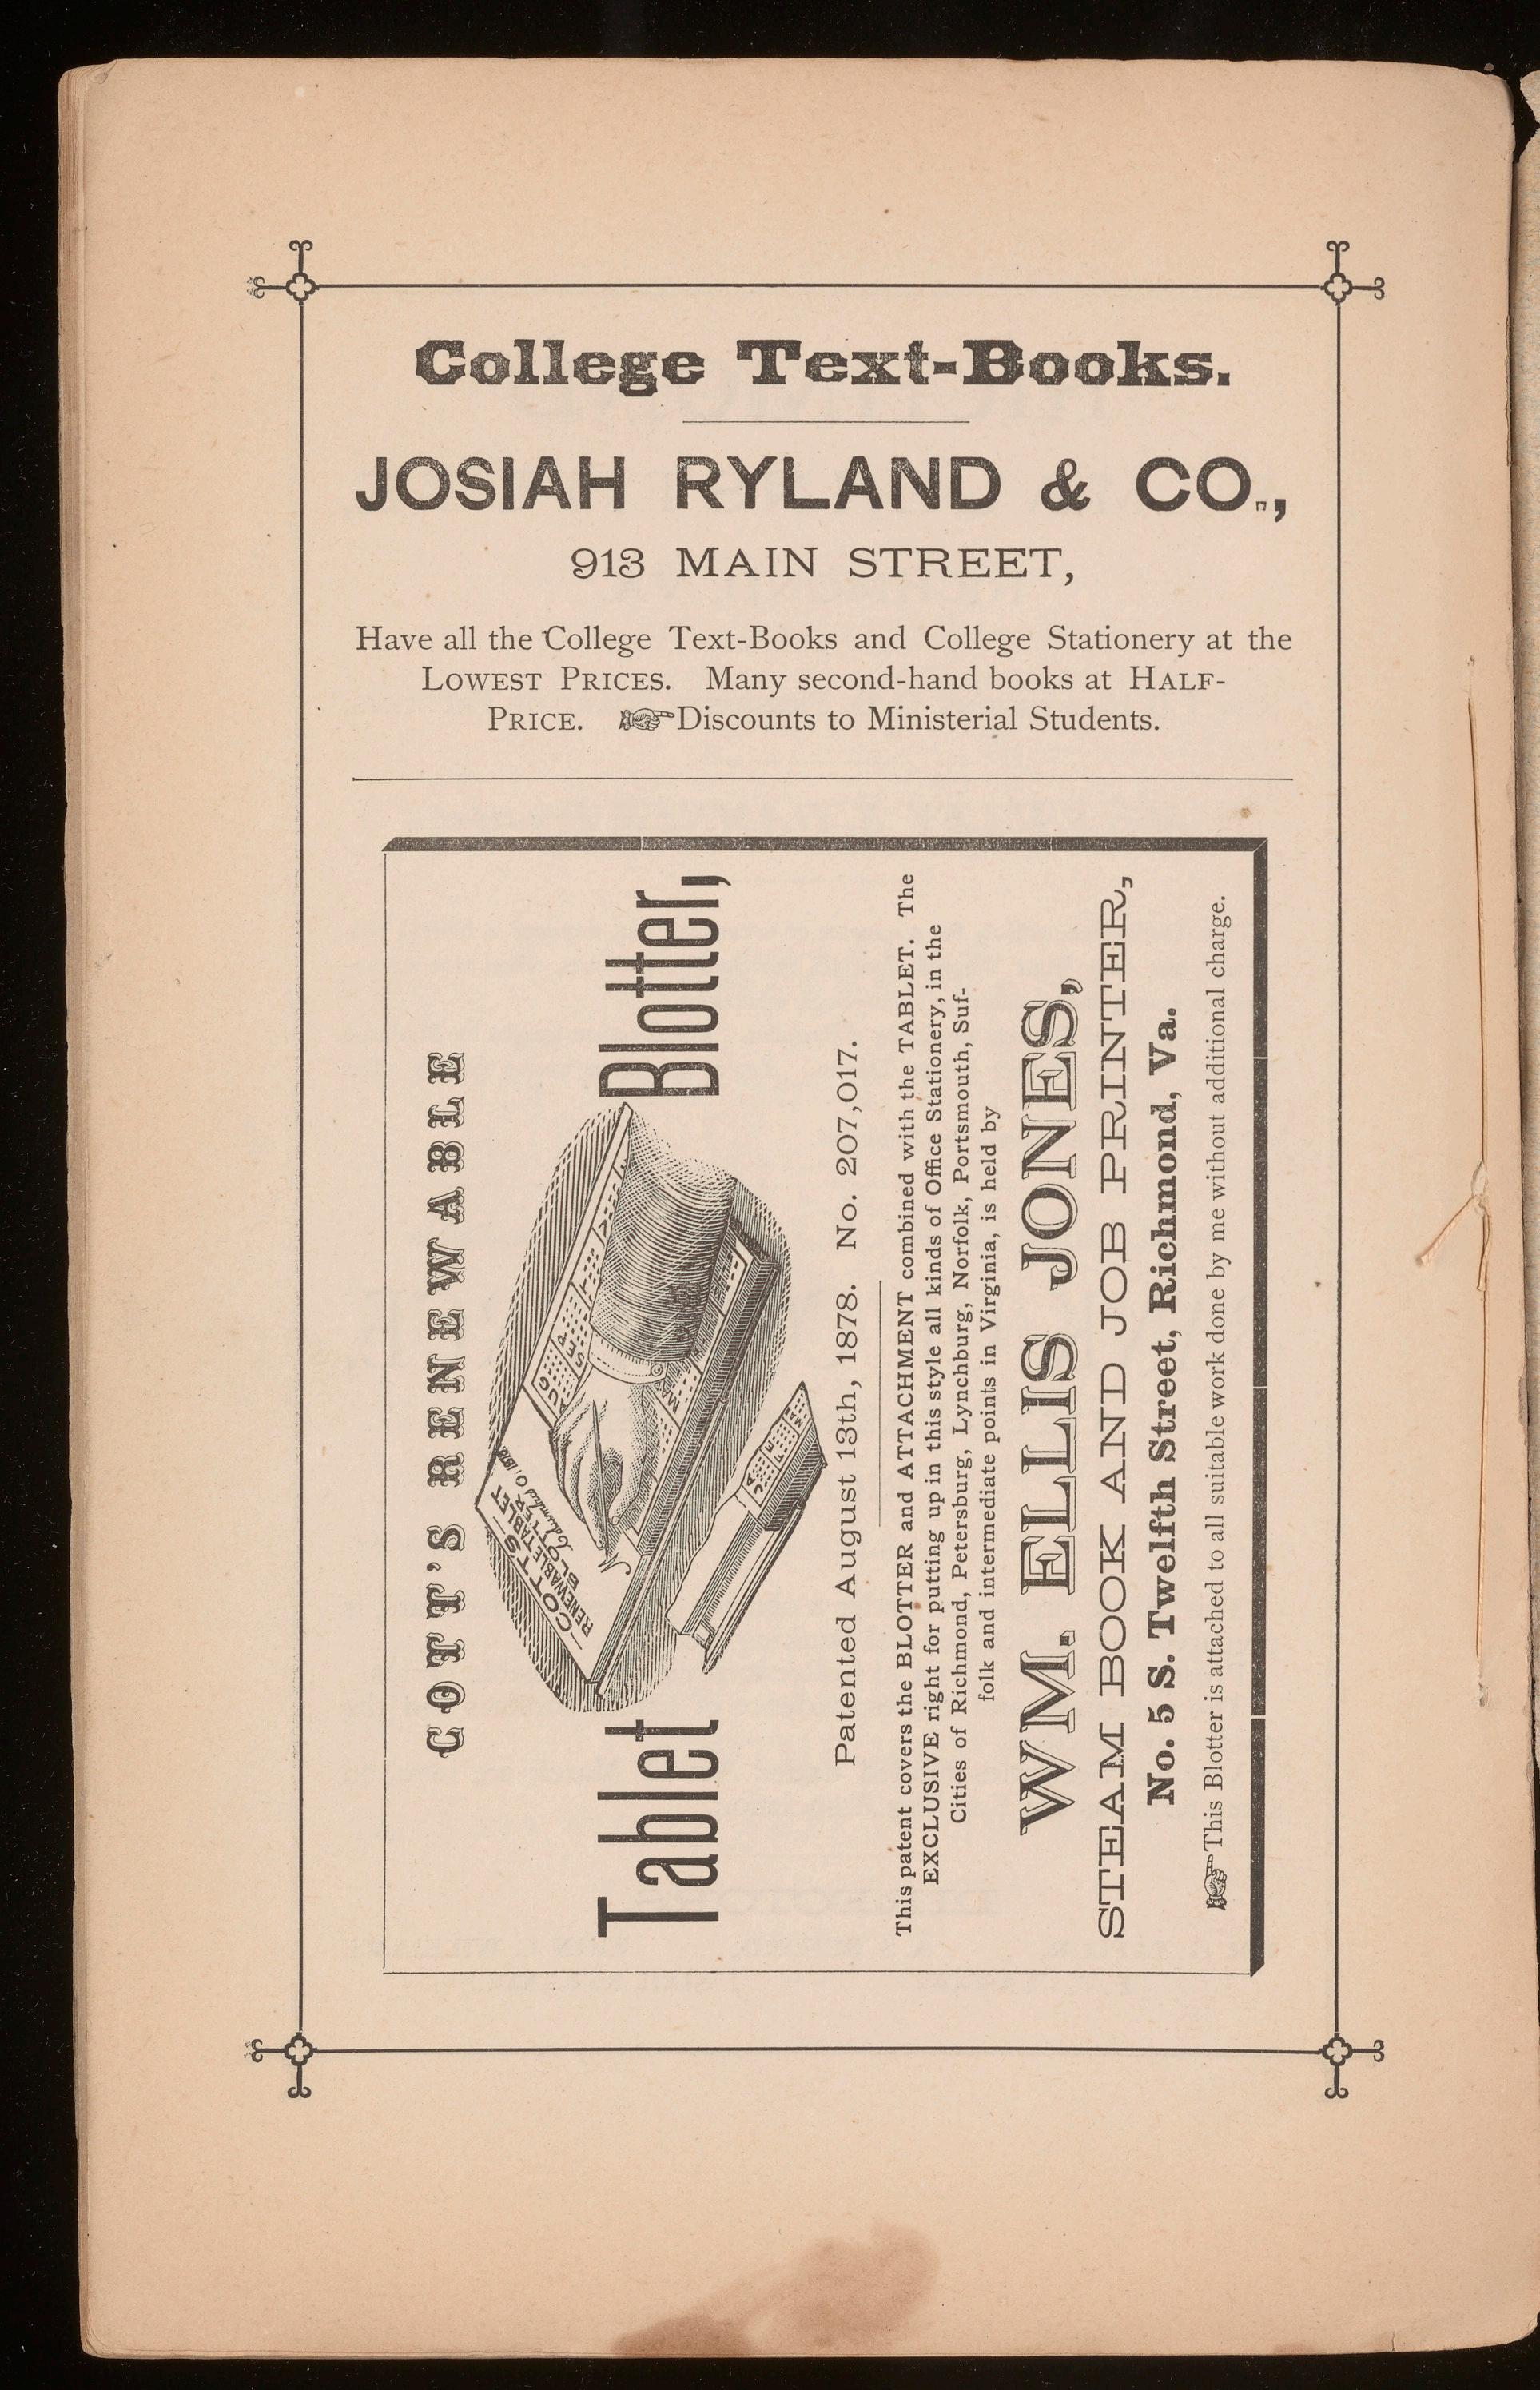 College Text-Books.
JOSIAH RYLAND & CO.,
913 MAIN STREET,
Have all the College Text-Books and College Stationery at the
LOWEST PRICES. Many second-hand books at HALF-
PRICE. ☞Discounts to Ministerial Students.
COTT'S RENEWABLE
Tablet Blotter,
—COTT'S—
RENEWABLE TABLET
BLOTTER
Columbus O. 1878
AUG
SEP
MAY
Patented August 13th, 1878. No. 207,017.
This patent covers the BLOTTER and ATTACHMENT combined with the TABLET. The
EXCLUSIVE right for putting up in this style all kinds of Office Stationery, in the
Cities of Richmond, Petersburg, Lynchburg, Norfolk, Portsmouth, Suf-
folk and intermediate points in Virginia, is held by
WM. ELLIS JONES,
STEAM BOOK AND JOB PRINTER,
No. 5 S. Twelfth Street, Richmond, Va.
☞This Blotter is attached to all suitable work done by me without additional charge.